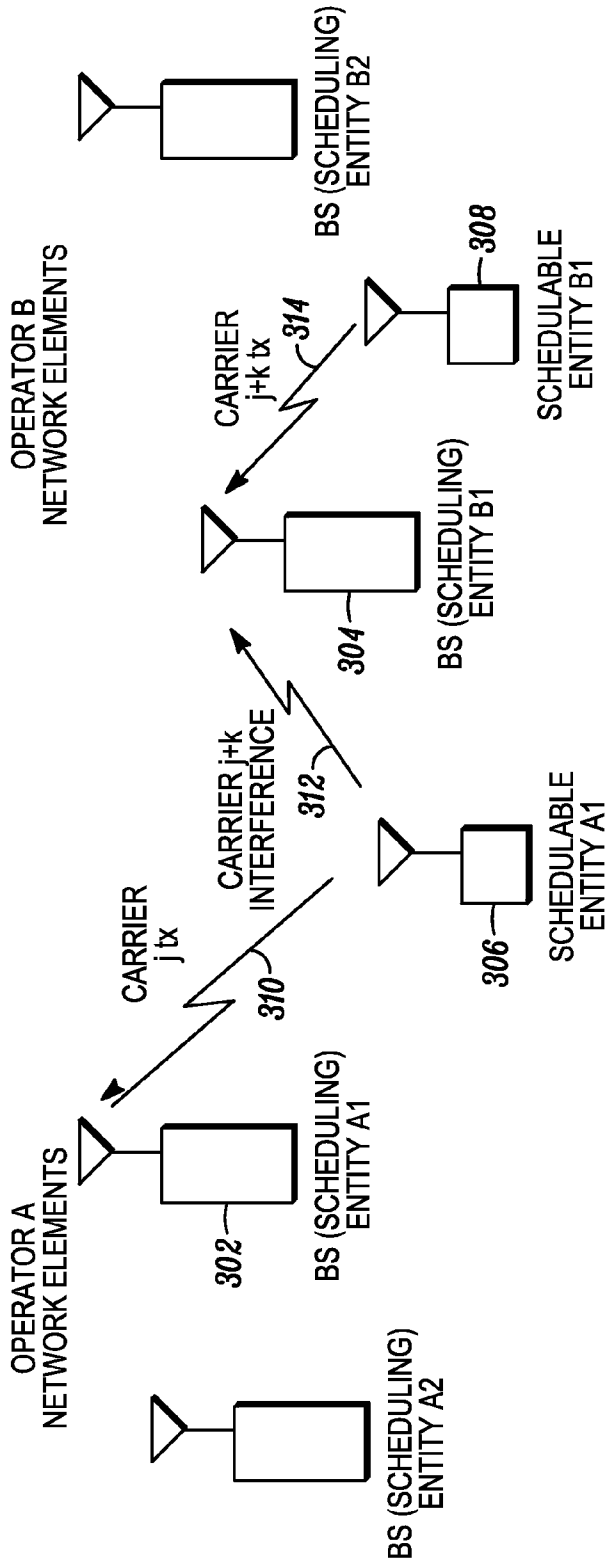 OPERATOR A
NETWORK ELEMENTS
OPERATOR B
NETWORK ELEMENTS
BS (SCHEDULING)
ENTITY A2
302
BS (SCHEDULING)
ENTITY A1
CARRIER
j tx
310
CARRIER j+k
INTERFERENCE
312
306
SCHEDULABLE
ENTITY A1
304
BS (SCHEDULING)
ENTITY B1
CARRIER
j+k tx
314
308
SCHEDULABLE
ENTITY B1
BS (SCHEDULING)
ENTITY B2